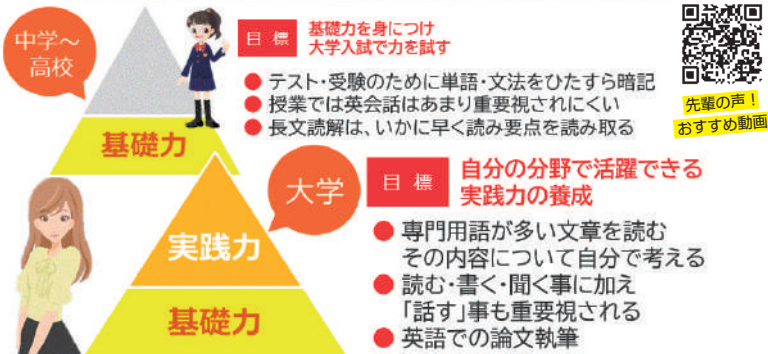 中学～
高校
目標
基礎力を身につけ
大学入試で力を試す
● テスト・受験のために単語・文法をひたすら暗記
● 授業では英会話はあまり重要視されにくい
● 長文読解は、いかに早く読み要点を読み取る
先輩の声！
おすすめ動画
基礎力
大学
目標
自分の分野で活躍できる
実践力の養成
● 専門用語が多い文章を読む
その内容について自分で考える
● 読む・書く・聞く事に加え
「話す」事も重要視される
● 英語での論文執筆
実践力
基礎力